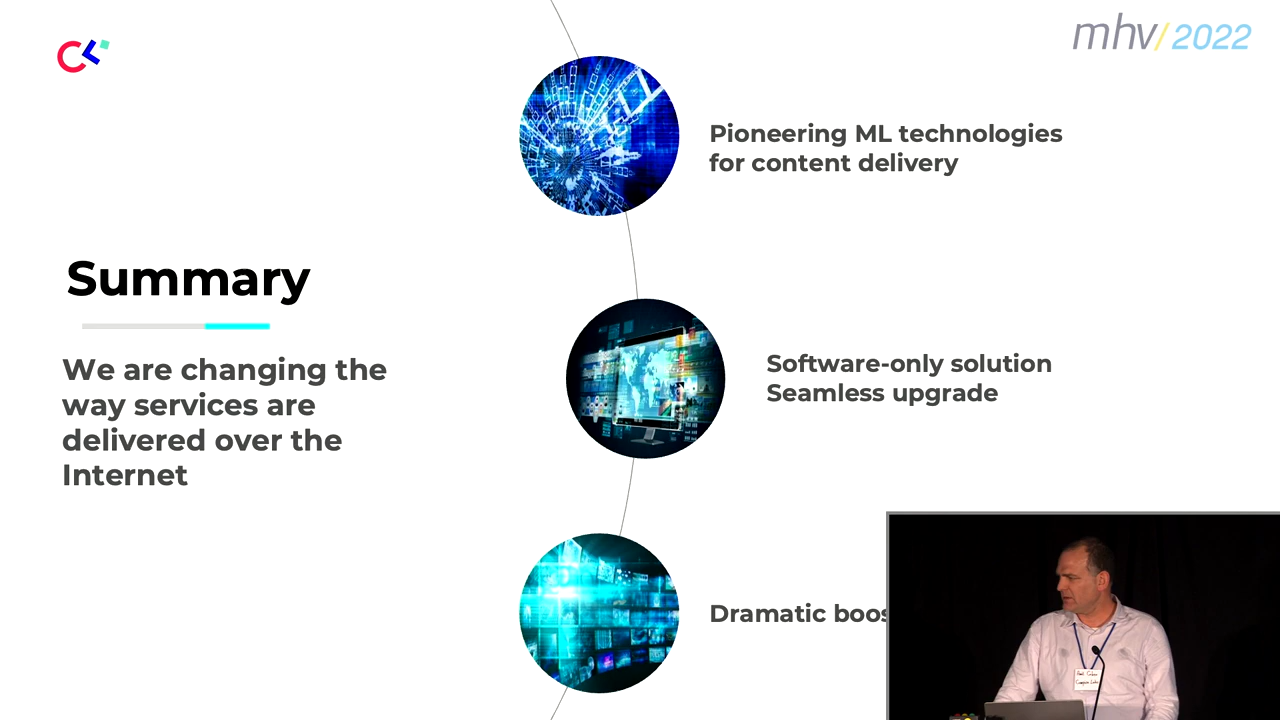 mhv/2022
Pioneering ML technologies
for content delivery
Summary
We are changing the
way services are
delivered over the
Internet
Software-only solution
Seamless upgrade
Dramatic boos